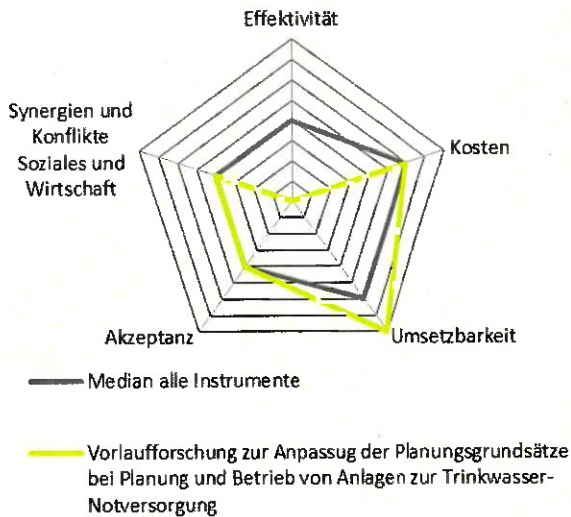 Effektivität
Synergien und
Konflikte
Soziales und
Wirtschaft
Kosten
Akzeptanz
Umsetzbarkeit
Median alle Instrumente
Vorlaufforschung zur Anpassug der Planungsgrundsätze
bei Planung und Betrieb von Anlagen zur Trinkwasser-
Notversorgung